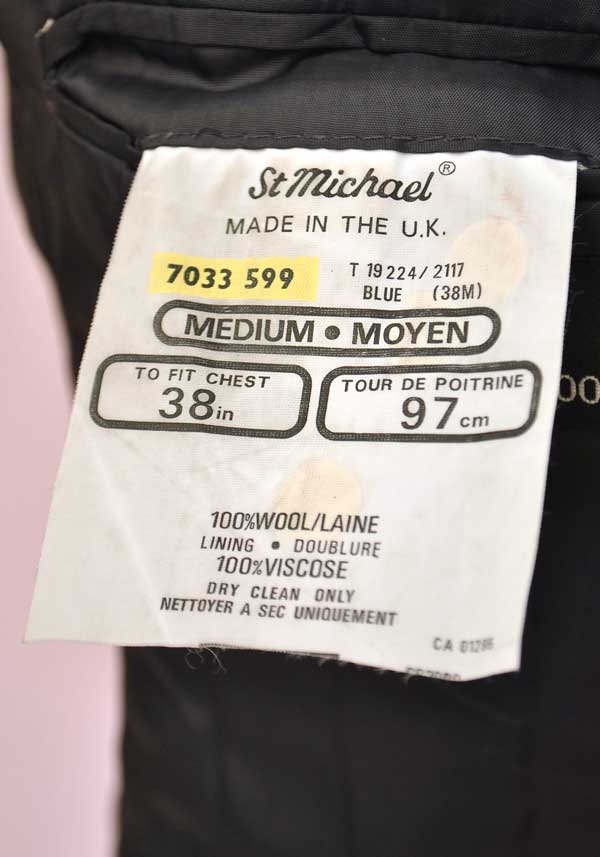 St Michael®
MADE IN THE U.K.
7033 599
T 19224/2117
BLUE (38M)
MEDIUM • MOYEN
TO FIT CHEST
38in
TOUR DE POITRINE
97cm
100%WOOL/LAINE
LINING • DOUBLURE
100%VISCOSE
DRY CLEAN ONLY
NETTOYER A SEC UNIQUEMENT
CA